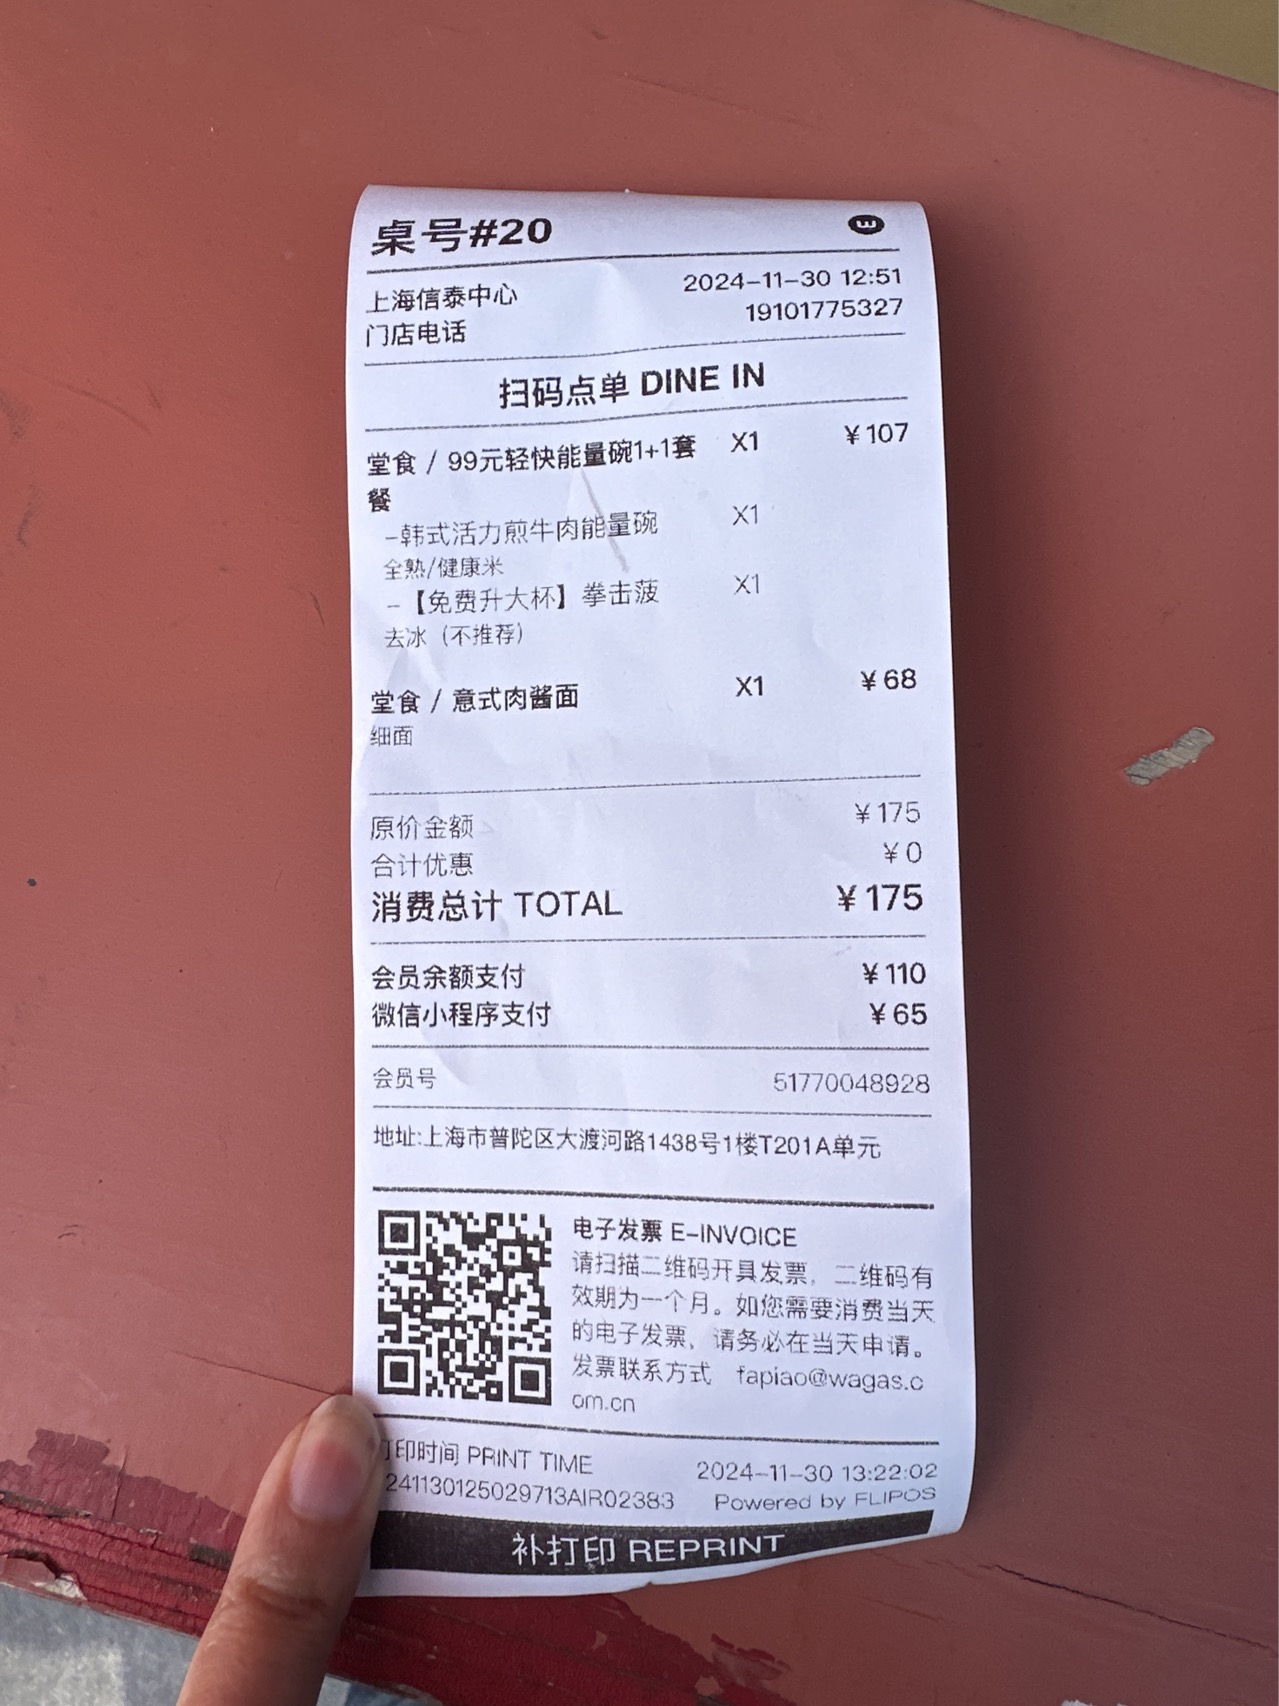 桌号#20
上海信泰中心 2024-11-30 12:51
门店电话 19101775327
扫码点单 DINE IN
堂食 / 99元轻快能量碗1+1套 X1 ¥107
餐
-韩式活力煎牛肉能量碗 X1
全熟/健康米
-【免费升大杯】拳击菠 X1
去冰（不推荐）
堂食 / 意式肉酱面 X1 ¥68
细面
原价金额 ¥175
合计优惠 ¥0
消费总计 TOTAL ¥175
会员余额支付 ¥110
微信小程序支付 ¥65
会员号 51770048928
地址:上海市普陀区大渡河路1438号1楼T201A单元
电子发票 E-INVOICE
请扫描二维码开具发票，二维码有
效期为一个月。如您需要消费当天
的电子发票，请务必在当天申请。
发票联系方式 fapiao@wagas.c
om.cn
打印时间 PRINT TIME 2024-11-30 13:22:02
241130125029713AIR02383 Powered by FLIPOS
补打印 REPRINT